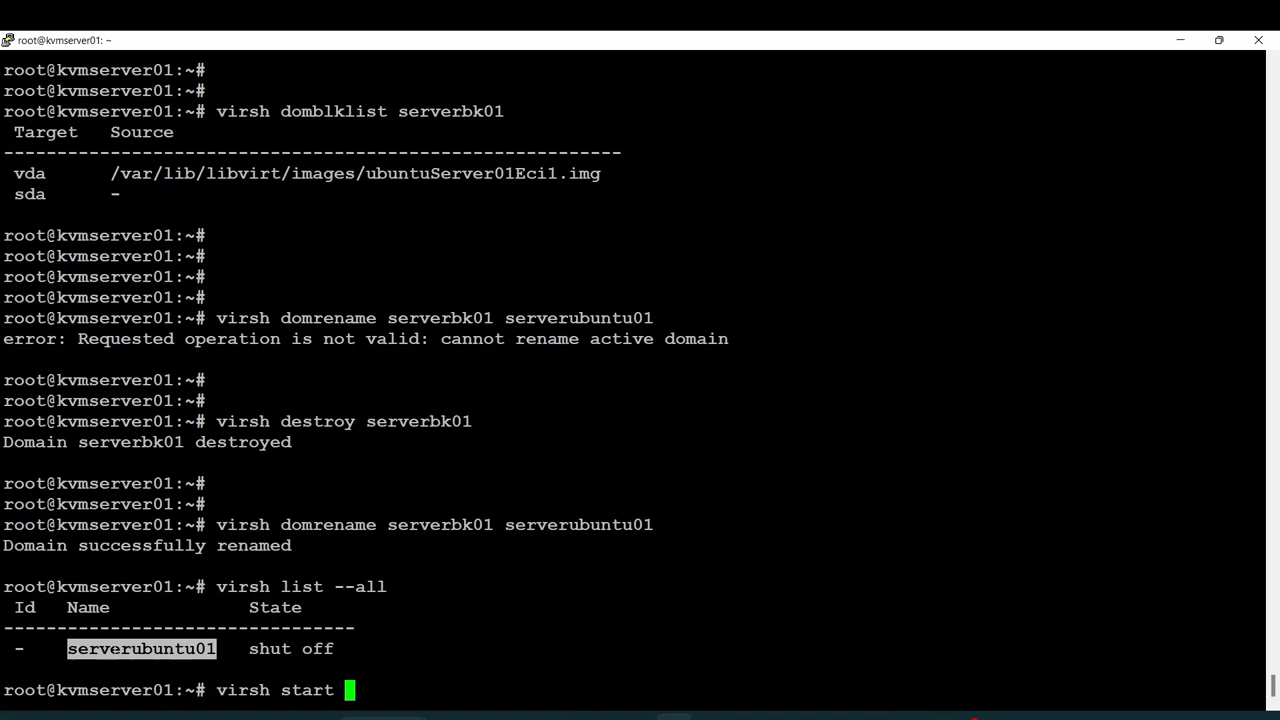 root@kvmserver01: ~
root@kvmserver01:~#
root@kvmserver01:~#
root@kvmserver01:~# virsh domblklist serverbk01
Target Source
---------------------------------------------------------
vda /var/lib/libvirt/images/ubuntuServer01Eci1.img
sda -
root@kvmserver01:~#
root@kvmserver01:~#
root@kvmserver01:~#
root@kvmserver01:~#
root@kvmserver01:~# virsh domrename serverbk01 serverubuntu01
error: Requested operation is not valid: cannot rename active domain
root@kvmserver01:~#
root@kvmserver01:~#
root@kvmserver01:~# virsh destroy serverbk01
Domain serverbk01 destroyed
root@kvmserver01:~#
root@kvmserver01:~#
root@kvmserver01:~# virsh domrename serverbk01 serverubuntu01
Domain successfully renamed
root@kvmserver01:~# virsh list --all
Id Name State
---------------------------------
- serverubuntu01 shut off
root@kvmserver01:~# virsh start